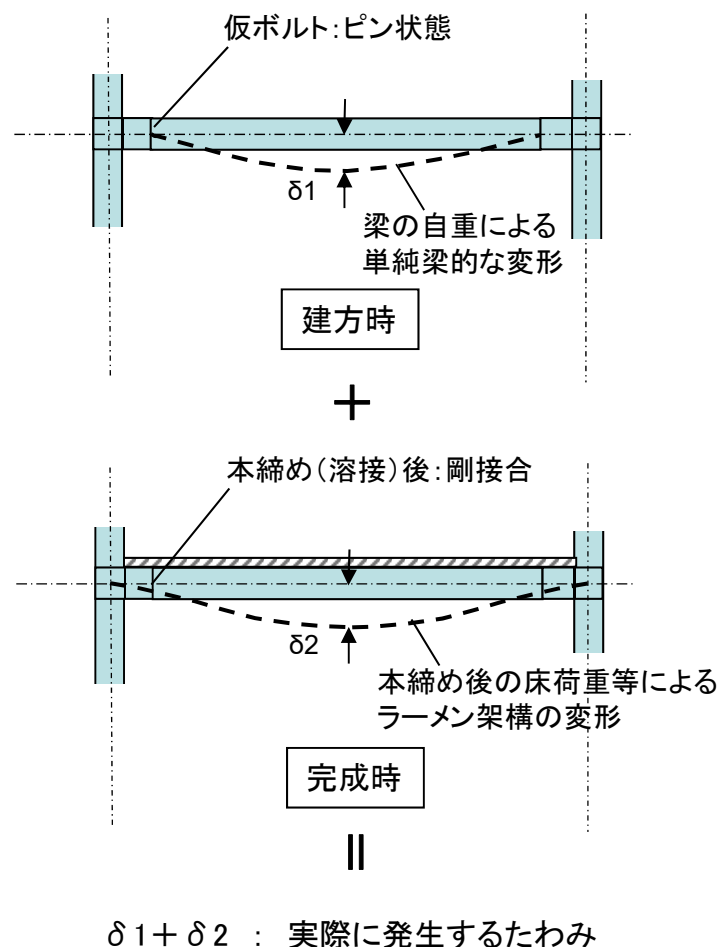 仮ボルト:ピン状態
δ1
梁の自重による
単純梁的な変形
建方時
＋
本締め(溶接)後:剛接合
δ2
本締め後の床荷重等による
ラーメン架構の変形
完成時
＝
δ1＋δ2 : 実際に発生するたわみ